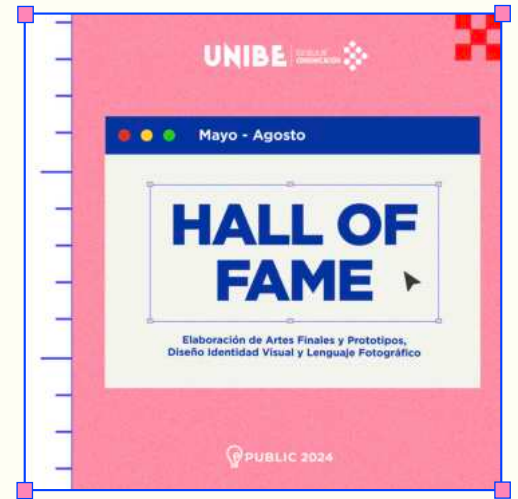 UNIBE
Mayo - Agosto
HALL OF
FAME
Elaboración de Artes Finales y Prototipos,
Diseño Identidad Visual y Lenguaje Fotográfico
PUBLIC 2024